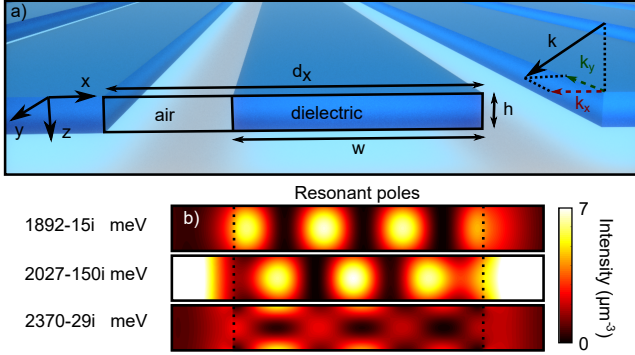 a)
k
k_y
k_x
d_x
x
y
z
air
dielectric
h
w
Resonant poles
b)
1892-15i meV
2027-150i meV
2370-29i meV
7
Intensity (μm⁻³)
0